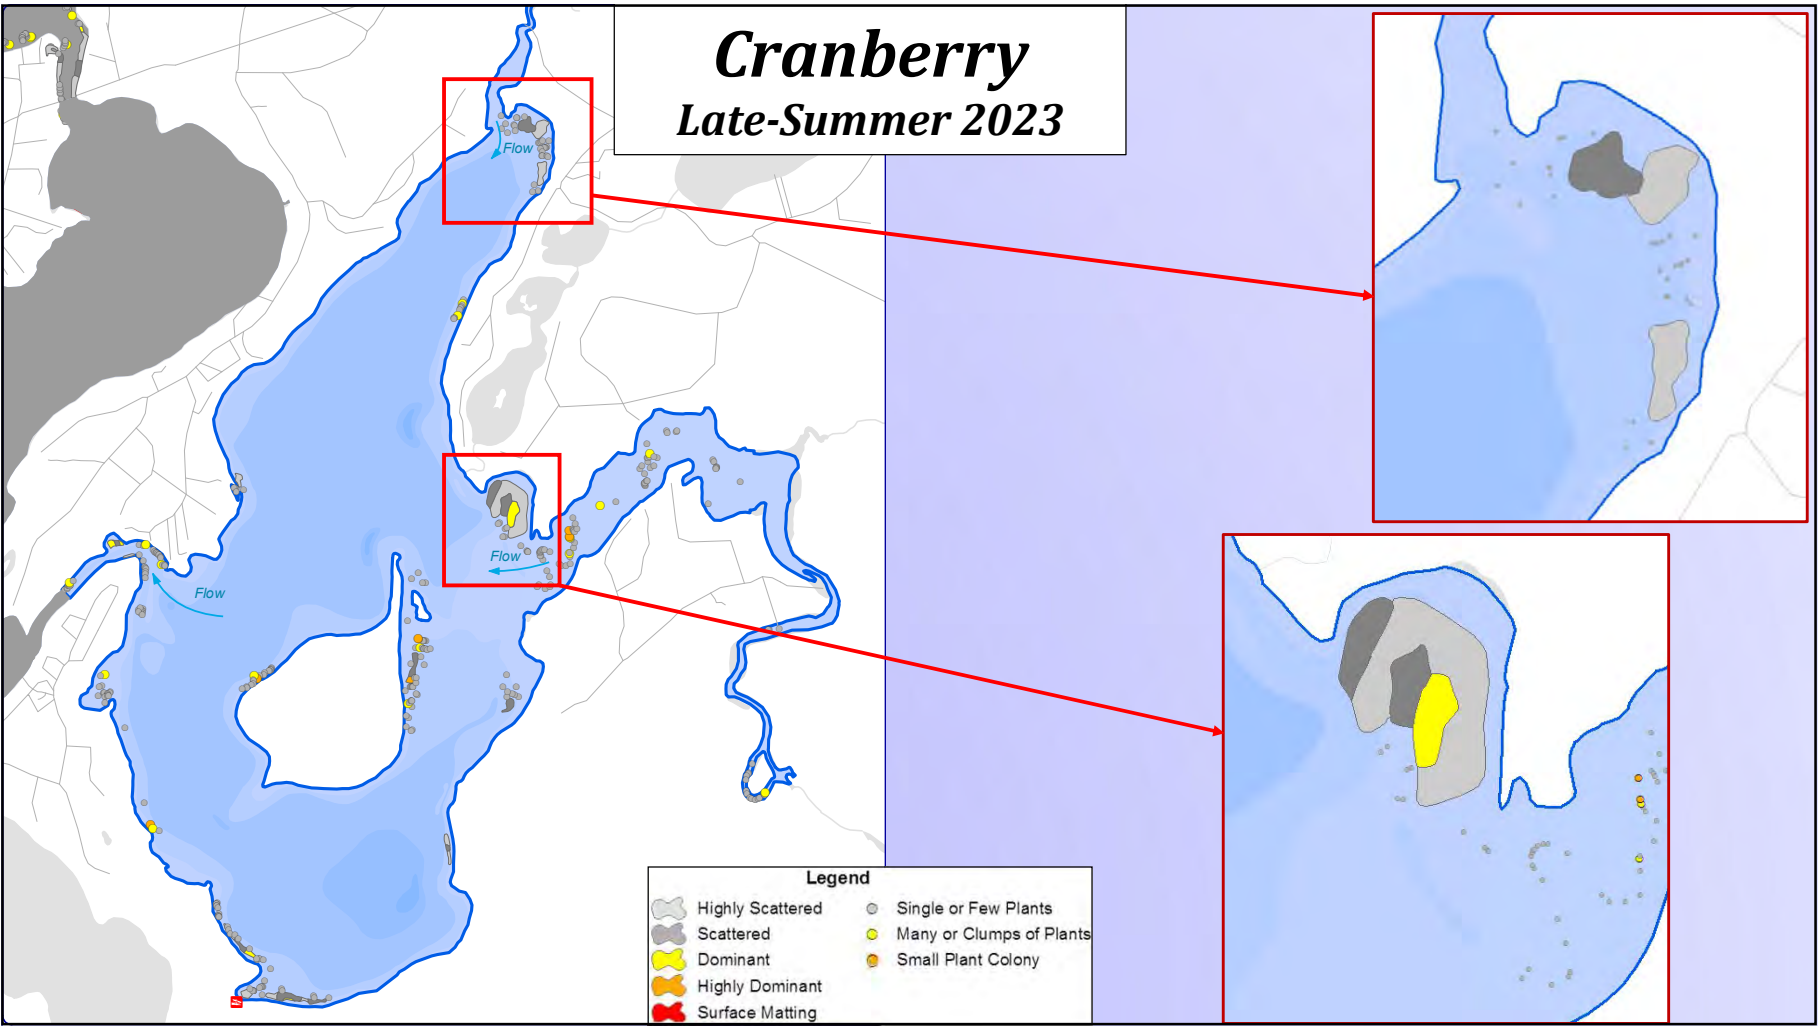 Cranberry
Late-Summer 2023
Flow
Flow
Flow
Legend
Highly Scattered
Scattered
Dominant
Highly Dominant
Surface Matting
Single or Few Plants
Many or Clumps of Plants
Small Plant Colony